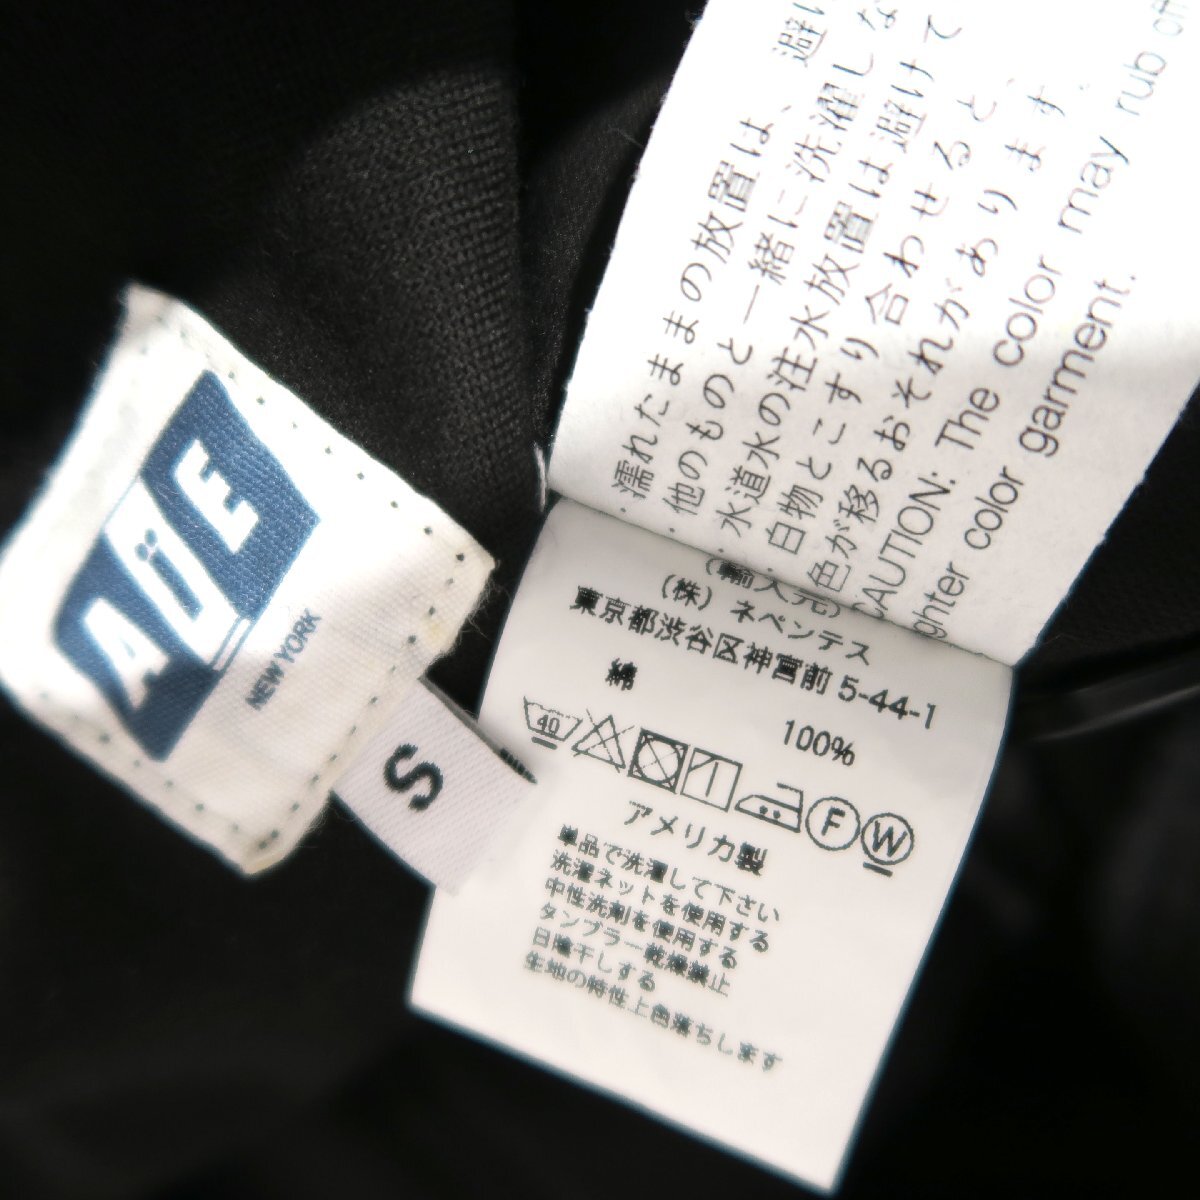 AüE
NEW YORK
S
・濡れたままの放置は、避け
・他のものと一緒に洗濯しな
・水道水の注水放置は避けて
・白物とこすり合わせると、
色が移るおそれがあります。
CAUTION: The color may rub off
ghter color garment.
(輸入元)
(株) ネペンテス
東京都渋谷区神宮前 5-44-1
綿 100%
40 F W
アメリカ製
単品で洗濯して下さい
洗濯ネットを使用する
中性洗剤を使用する
タンブラー乾燥禁止
日陰干しする
生地の特性上色落ちします